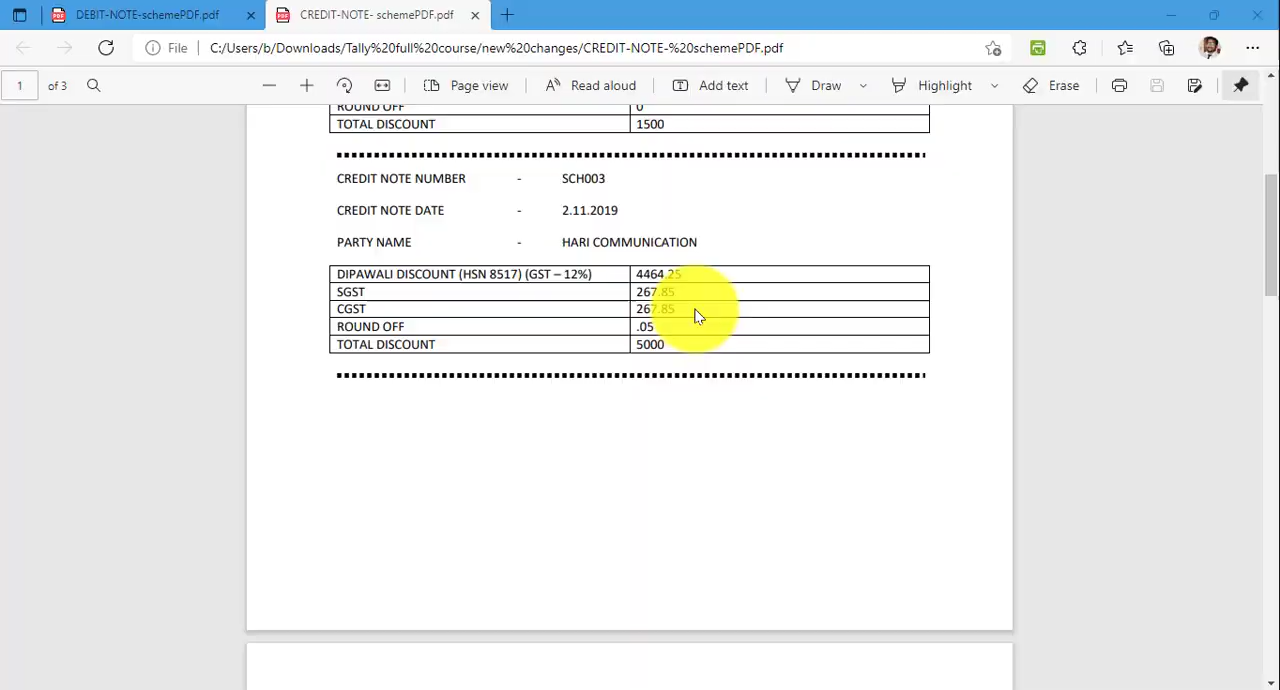 DEBIT-NOTE-schemePDF.pdf
CREDIT-NOTE- schemePDF.pdf
File
C:/Users/b/Downloads/Tally%20full%20course/new%20changes/CREDIT-NOTE-%20schemePDF.pdf
1 of 3
Page view
Read aloud
Add text
Draw
Highlight
Erase
ROUND OFF 0
TOTAL DISCOUNT 1500
CREDIT NOTE NUMBER - SCH003
CREDIT NOTE DATE - 2.11.2019
PARTY NAME - HARI COMMUNICATION
DIPAWALI DISCOUNT (HSN 8517) (GST – 12%) 4464.25
SGST 267.85
CGST 267.85
ROUND OFF .05
TOTAL DISCOUNT 5000